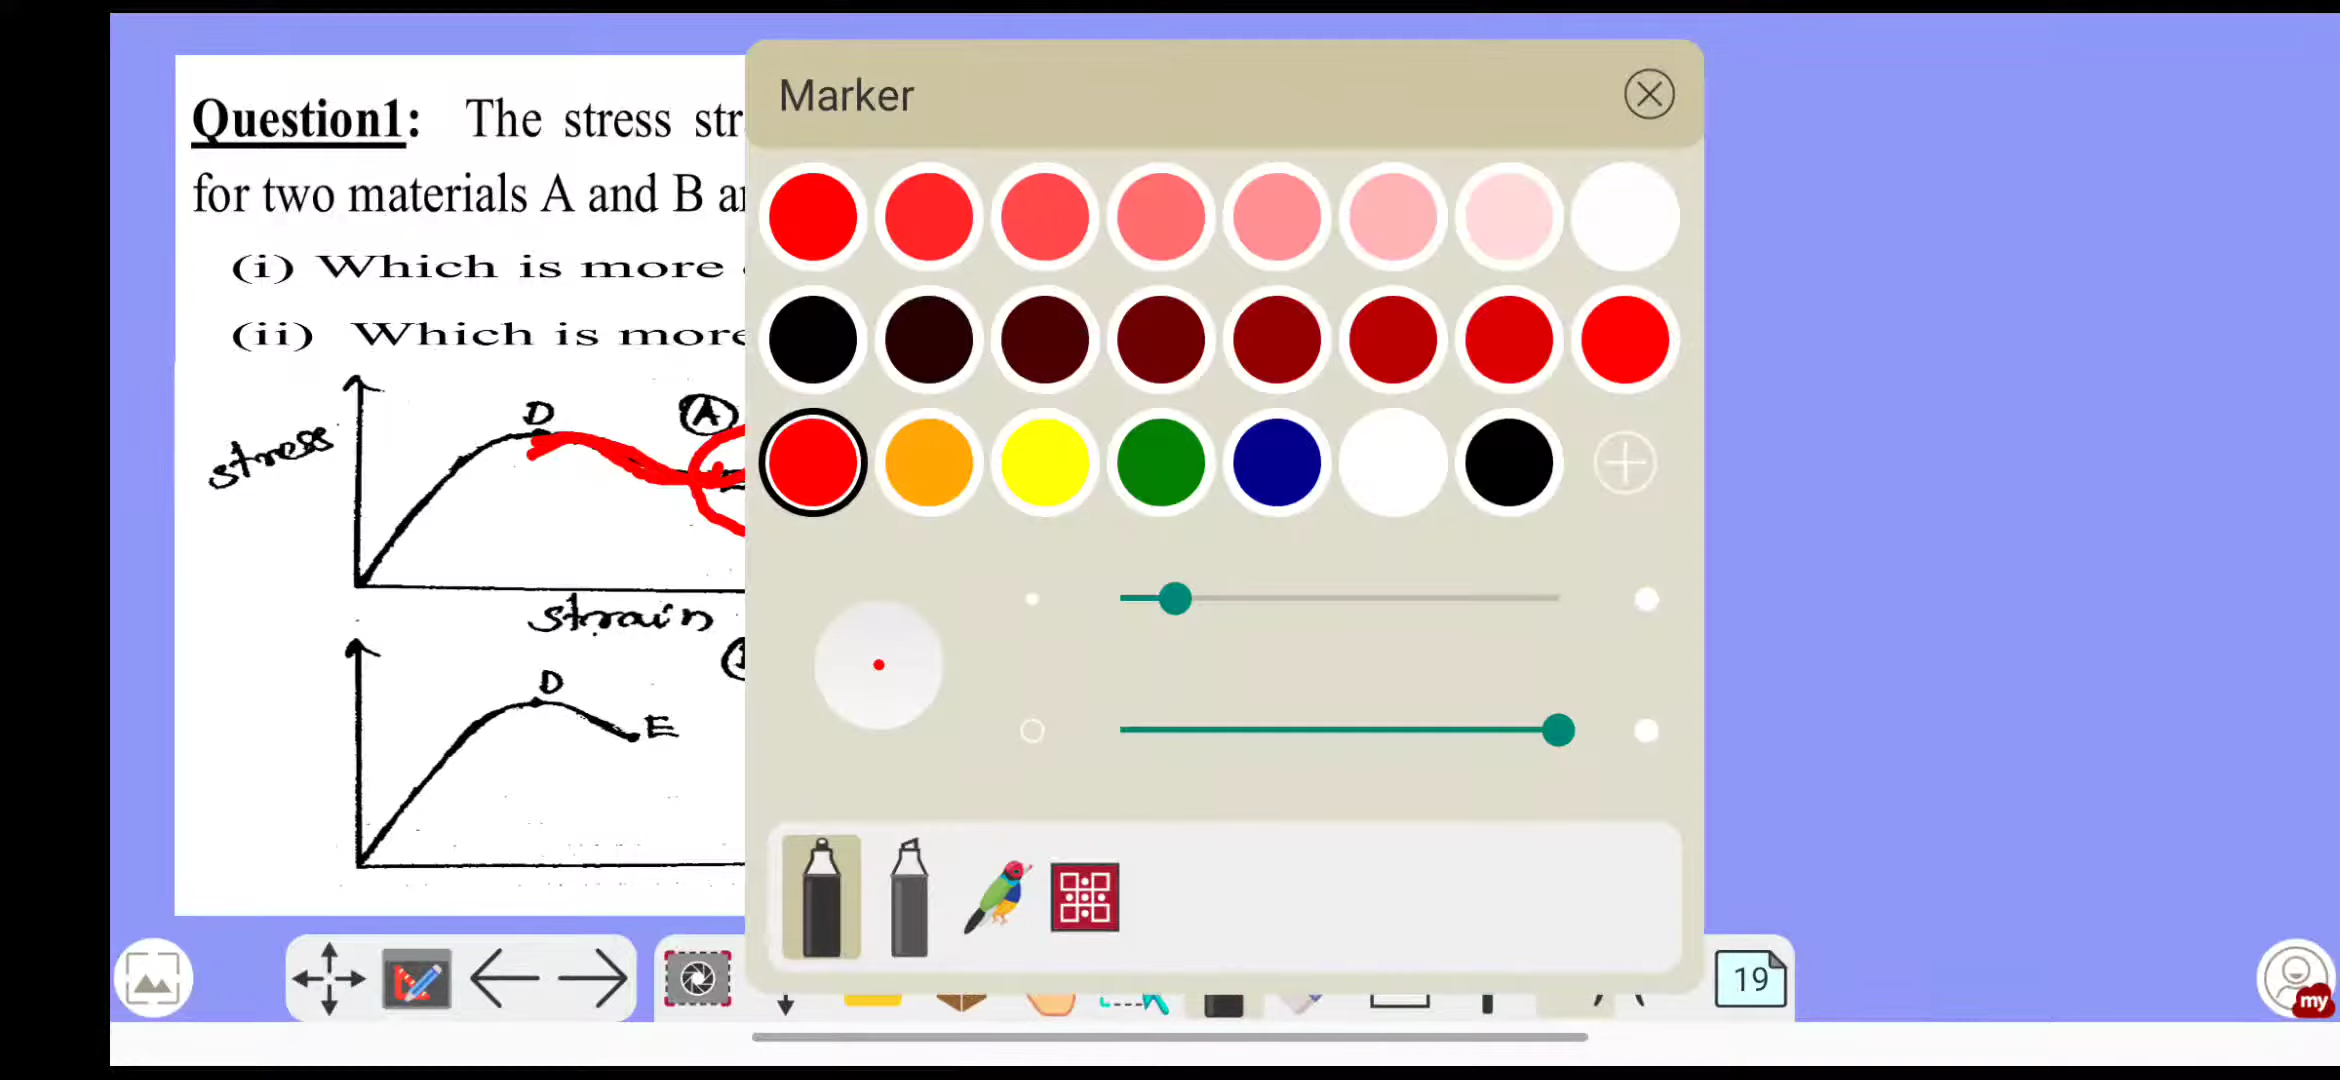 Marker
Question1: The stress str
for two materials A and B
(i) Which is more
(ii) Which is more
D
A
stress
strain
D
E
19
my